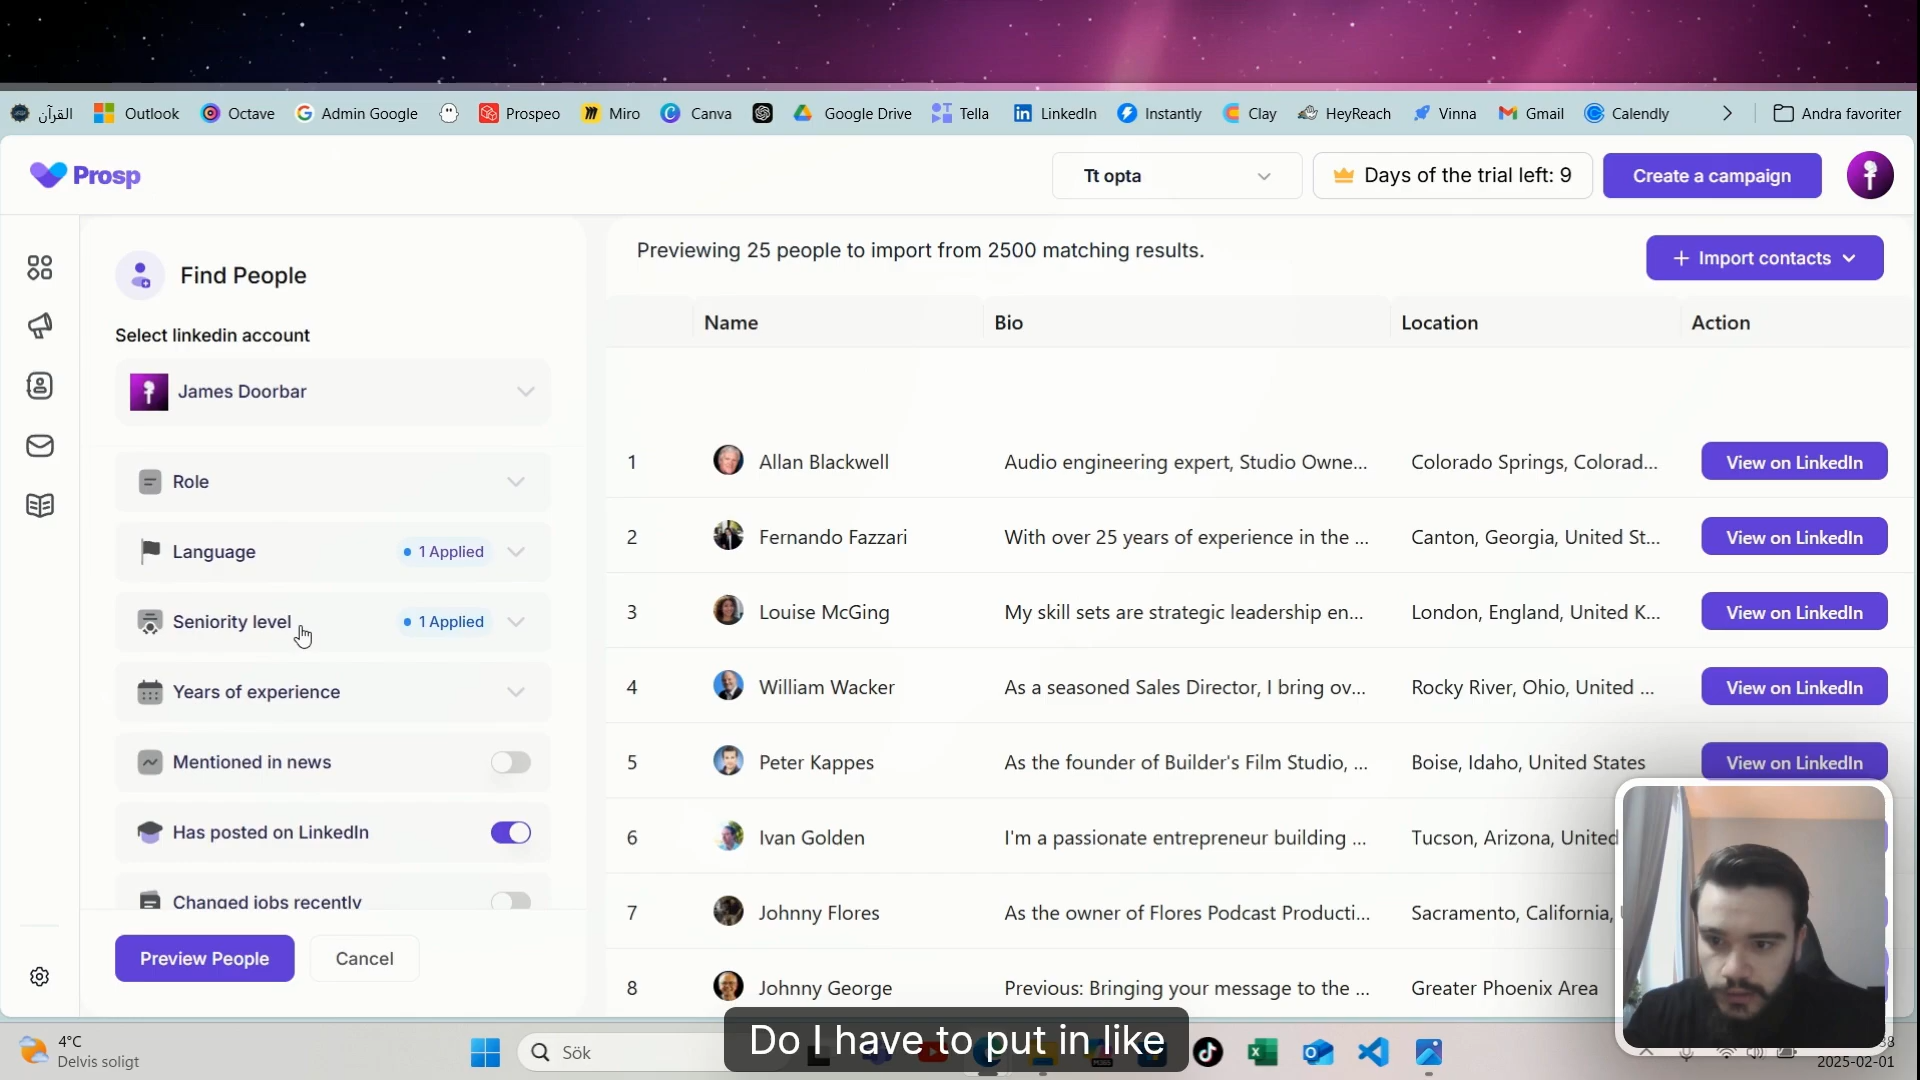 القرآن
Outlook
Octave
Admin Google
Prospeo
Miro
Canva
Google Drive
Tella
LinkedIn
Instantly
Clay
HeyReach
Vinna
Gmail
Calendly
Andra favoriter
Prosp
Tt opta
Days of the trial left: 9
Create a campaign
Find People
Select linkedin account
James Doorbar
Role
Language
1 Applied
Seniority level
1 Applied
Years of experience
Mentioned in news
Has posted on LinkedIn
Changed jobs recently
Preview People
Cancel
Previewing 25 people to import from 2500 matching results.
Import contacts
Name Bio Location Action
1 Allan Blackwell Audio engineering expert, Studio Owne... Colorado Springs, Colorad... View on LinkedIn
2 Fernando Fazzari With over 25 years of experience in the ... Canton, Georgia, United St... View on LinkedIn
3 Louise McGing My skill sets are strategic leadership en... London, England, United K... View on LinkedIn
4 William Wacker As a seasoned Sales Director, I bring ov... Rocky River, Ohio, United ... View on LinkedIn
5 Peter Kappes As the founder of Builder's Film Studio, ... Boise, Idaho, United States View on LinkedIn
6 Ivan Golden I'm a passionate entrepreneur building ... Tucson, Arizona, United
7 Johnny Flores As the owner of Flores Podcast Producti... Sacramento, California,
8 Johnny George Previous: Bringing your message to the ... Greater Phoenix Area
Do I have to put in like
4°C
Delvis soligt
Sök
2025-02-01